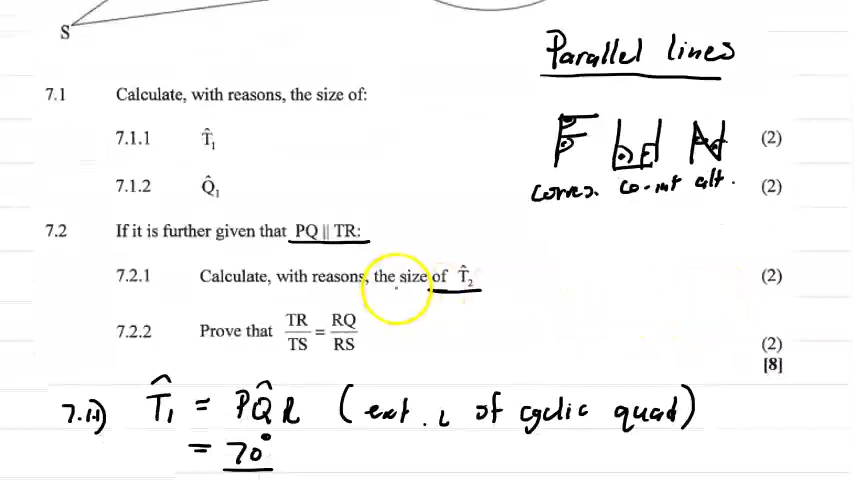 S
Parallel lines
7.1 Calculate, with reasons, the size of:
7.1.1 T̂₁ (2)
F U N
corres. co-int alt.
7.1.2 Q̂₁ (2)
7.2 If it is further given that PQ || TR:
7.2.1 Calculate, with reasons, the size of T̂₂ (2)
7.2.2 Prove that TR/TS = RQ/RS (2)
[8]
7.1.1) T̂₁ = PQ̂R (ext. ∠ of cyclic quad)
= 70°